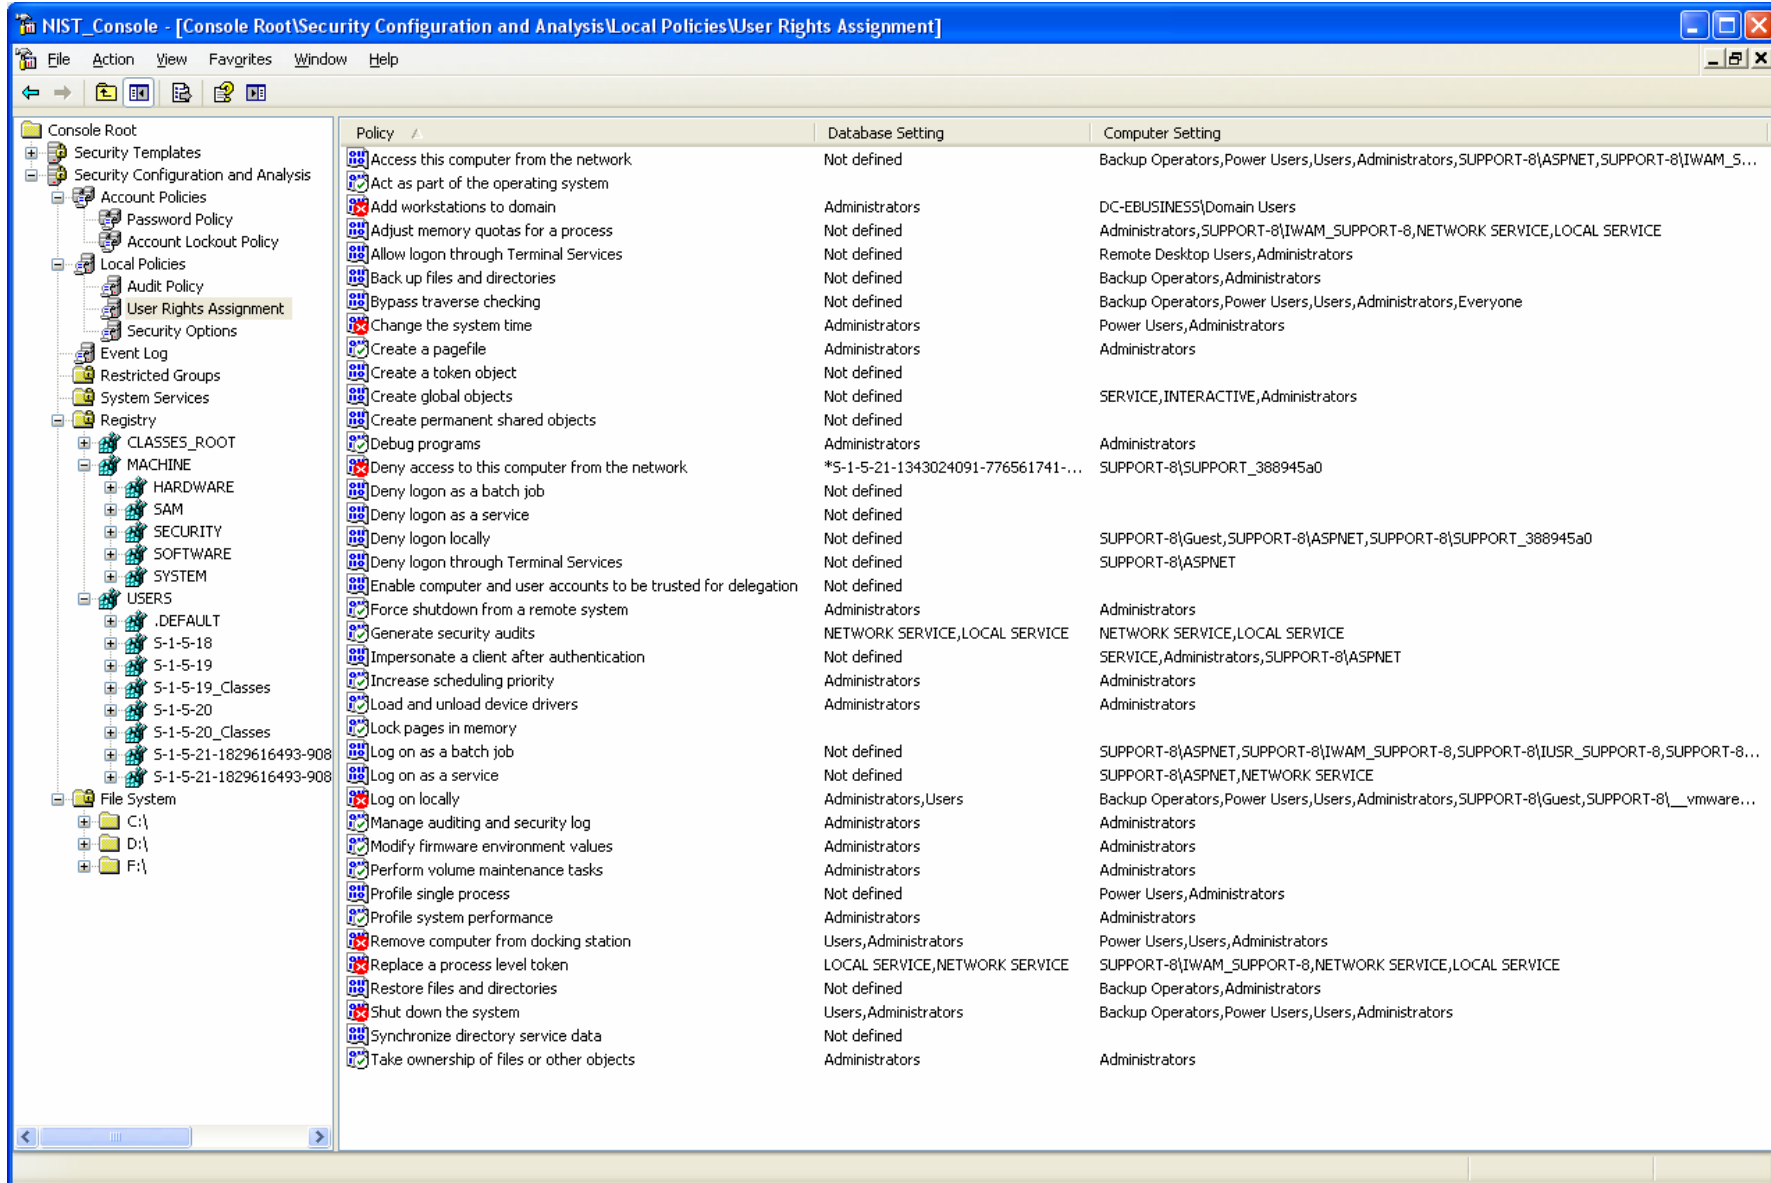 NIST_Console - [Console Root\Security Configuration and Analysis\Local Policies\User Rights Assignment]
File Action View Favorites Window Help
Console Root
Security Templates
Security Configuration and Analysis
Account Policies
Password Policy
Account Lockout Policy
Local Policies
Audit Policy
User Rights Assignment
Security Options
Event Log
Restricted Groups
System Services
Registry
CLASSES_ROOT
MACHINE
HARDWARE
SAM
SECURITY
SOFTWARE
SYSTEM
USERS
.DEFAULT
S-1-5-18
S-1-5-19
S-1-5-19_Classes
S-1-5-20
S-1-5-20_Classes
S-1-5-21-1829616493-908
S-1-5-21-1829616493-908
File System
C:\
D:\
F:\
Policy Database Setting Computer Setting
Access this computer from the network Not defined Backup Operators,Power Users,Users,Administrators,SUPPORT-8\ASPNET,SUPPORT-8\IWAM_S...
Act as part of the operating system
Add workstations to domain Administrators DC-EBUSINESS\Domain Users
Adjust memory quotas for a process Not defined Administrators,SUPPORT-8\IWAM_SUPPORT-8,NETWORK SERVICE,LOCAL SERVICE
Allow logon through Terminal Services Not defined Remote Desktop Users,Administrators
Back up files and directories Not defined Backup Operators,Administrators
Bypass traverse checking Not defined Backup Operators,Power Users,Users,Administrators,Everyone
Change the system time Administrators Power Users,Administrators
Create a pagefile Administrators Administrators
Create a token object Not defined
Create global objects Not defined SERVICE,INTERACTIVE,Administrators
Create permanent shared objects Not defined
Debug programs Administrators Administrators
Deny access to this computer from the network *S-1-5-21-1343024091-776561741-... SUPPORT-8\SUPPORT_388945a0
Deny logon as a batch job Not defined
Deny logon as a service Not defined
Deny logon locally Not defined SUPPORT-8\Guest,SUPPORT-8\ASPNET,SUPPORT-8\SUPPORT_388945a0
Deny logon through Terminal Services Not defined SUPPORT-8\ASPNET
Enable computer and user accounts to be trusted for delegation Not defined
Force shutdown from a remote system Administrators Administrators
Generate security audits NETWORK SERVICE,LOCAL SERVICE NETWORK SERVICE,LOCAL SERVICE
Impersonate a client after authentication Not defined SERVICE,Administrators,SUPPORT-8\ASPNET
Increase scheduling priority Administrators Administrators
Load and unload device drivers Administrators Administrators
Lock pages in memory
Log on as a batch job Not defined SUPPORT-8\ASPNET,SUPPORT-8\IWAM_SUPPORT-8,SUPPORT-8\IUSR_SUPPORT-8,SUPPORT-8...
Log on as a service Not defined SUPPORT-8\ASPNET,NETWORK SERVICE
Log on locally Administrators,Users Backup Operators,Power Users,Users,Administrators,SUPPORT-8\Guest,SUPPORT-8\__vmware...
Manage auditing and security log Administrators Administrators
Modify firmware environment values Administrators Administrators
Perform volume maintenance tasks Administrators Administrators
Profile single process Not defined Power Users,Administrators
Profile system performance Administrators Administrators
Remove computer from docking station Users,Administrators Power Users,Users,Administrators
Replace a process level token LOCAL SERVICE,NETWORK SERVICE SUPPORT-8\IWAM_SUPPORT-8,NETWORK SERVICE,LOCAL SERVICE
Restore files and directories Not defined Backup Operators,Administrators
Shut down the system Users,Administrators Backup Operators,Power Users,Users,Administrators
Synchronize directory service data Not defined
Take ownership of files or other objects Administrators Administrators